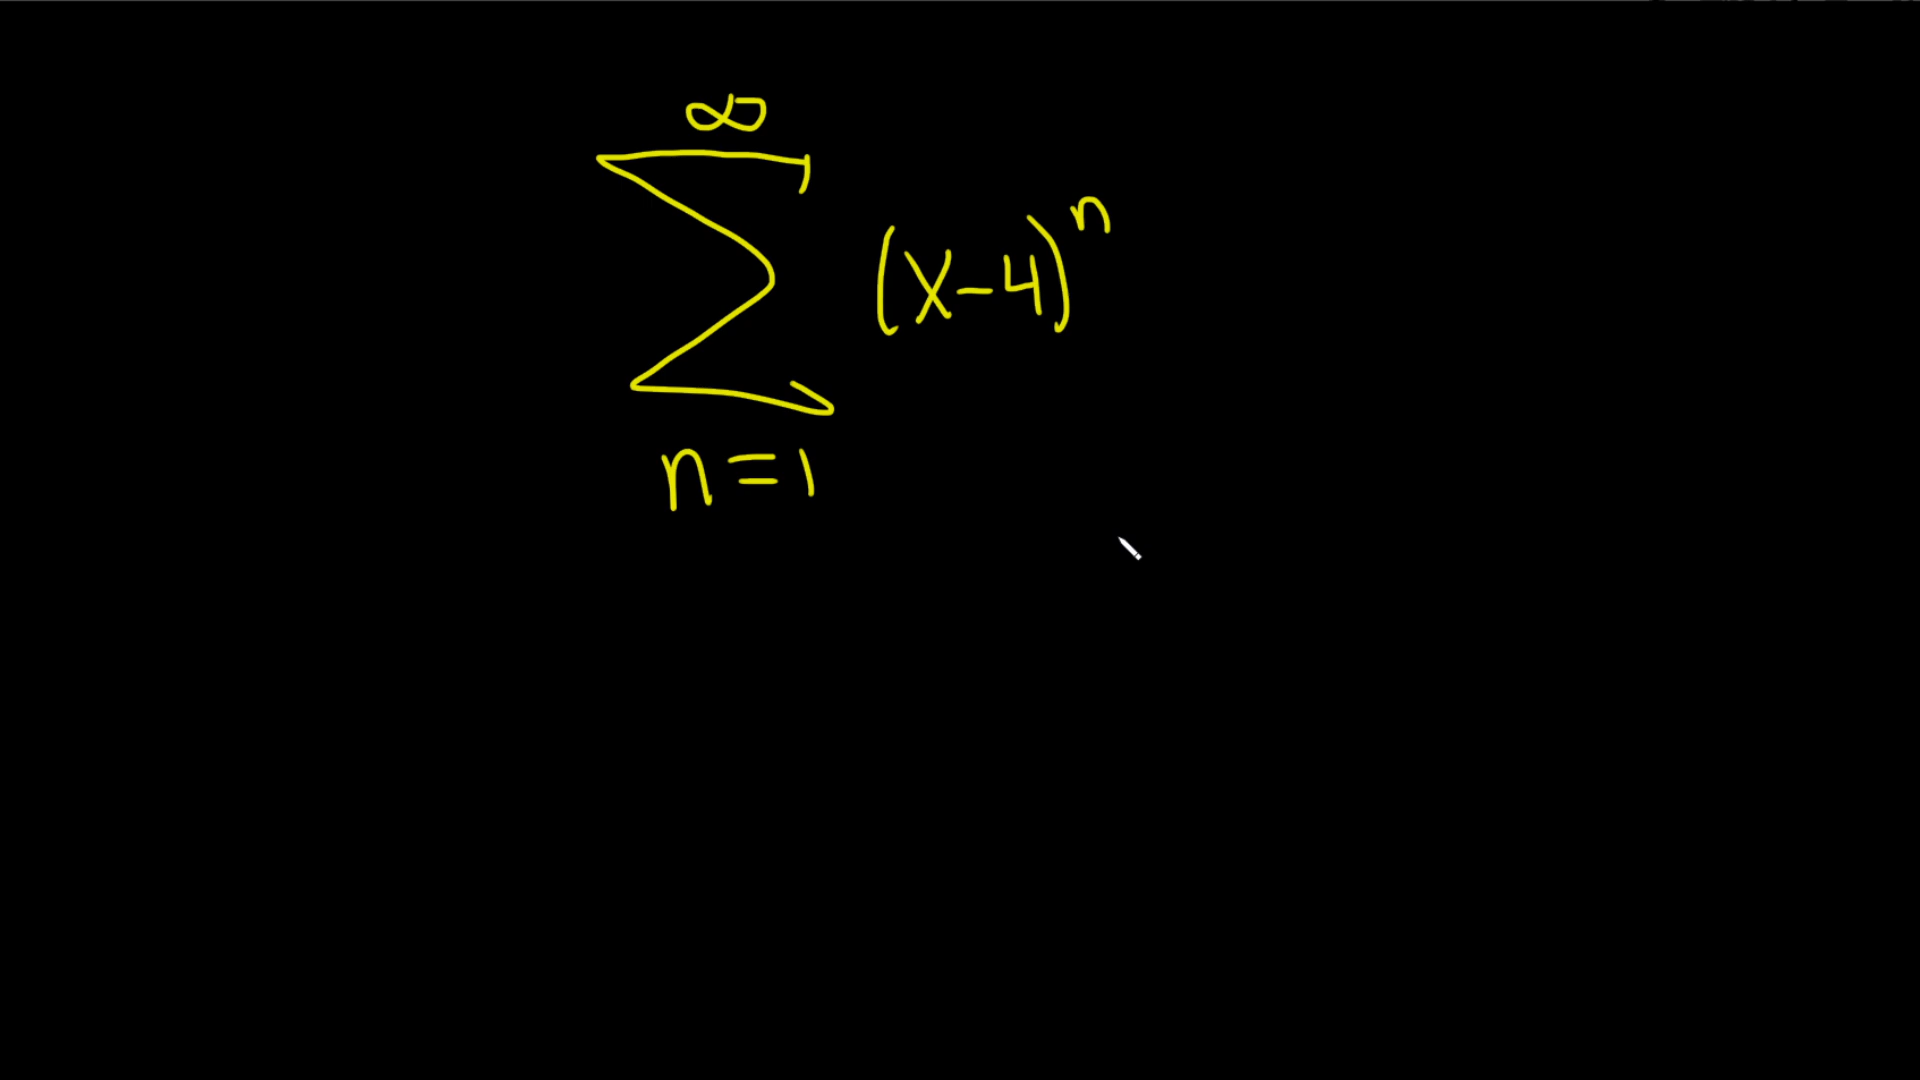 ∞
∑ (x-4)^n
n=1